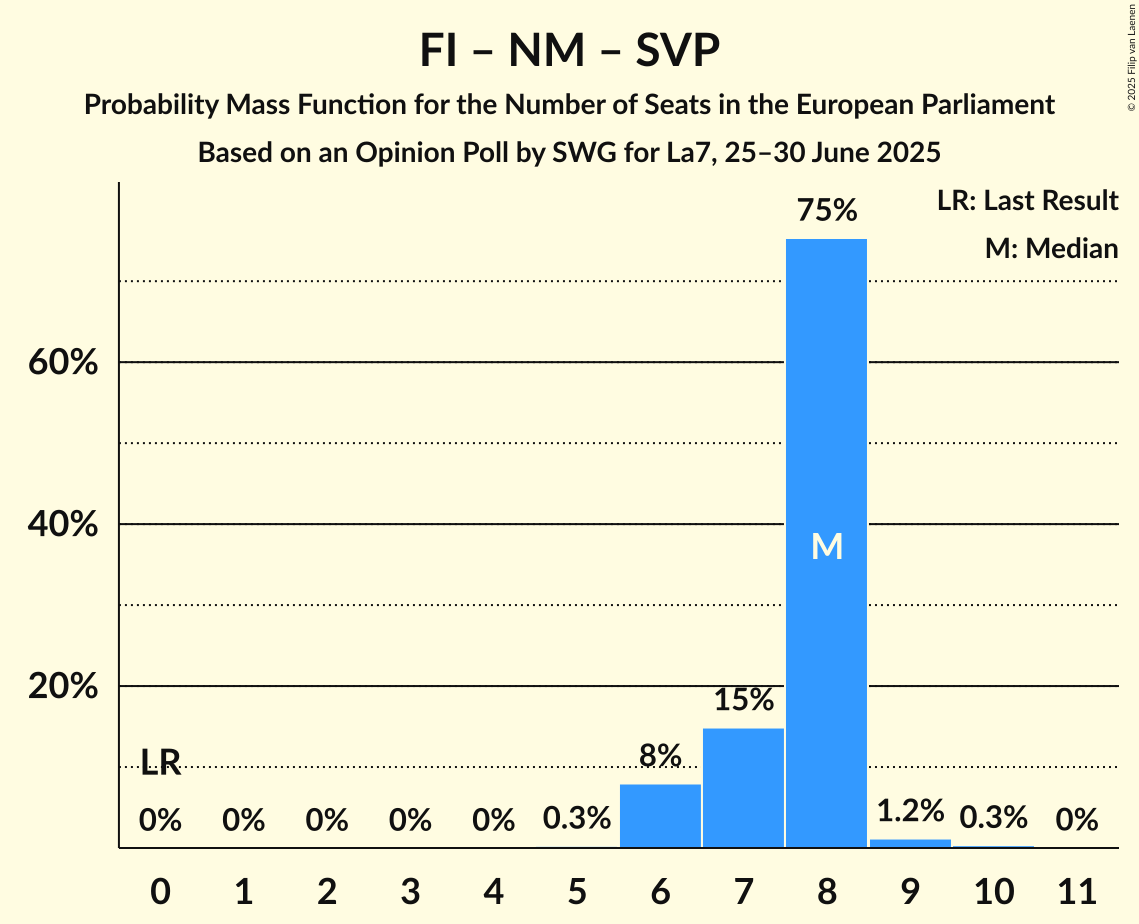 FI – NM – SVP
Probability Mass Function for the Number of Seats in the European Parliament
Based on an Opinion Poll by SWG for La7, 25–30 June 2025
© 2025 Filip van Laenen
LR: Last Result
M: Median
75%
60%
40%
M
20%
15%
LR
8%
0% 0% 0% 0% 0% 0.3% 1.2% 0.3% 0%
0 1 2 3 4 5 6 7 8 9 10 11